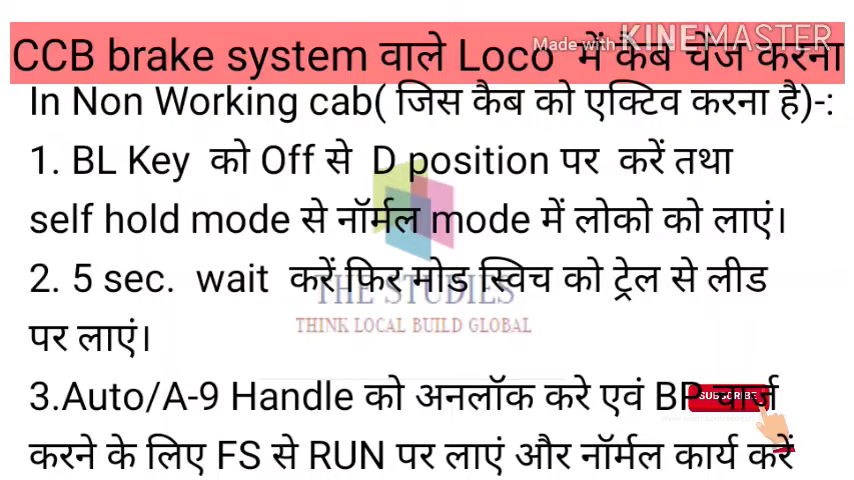 CCB brake system वाले Loco में कैब चेंज करना
Made with KINEMASTER
In Non Working cab( जिस कैब को एक्टिव करना है)-:
1. BL Key को Off से D position पर करें तथा
self hold mode से नॉर्मल mode में लोको को लाएं।
2. 5 sec. wait करें फिर मोड स्विच को ट्रेल से लीड
THE STUDIES
THINK LOCAL BUILD GLOBAL
पर लाएं।
3.Auto/A-9 Handle को अनलॉक करे एवं BP चार्ज
SUBSCRIBE
करने के लिए FS से RUN पर लाएं और नॉर्मल कार्य करें